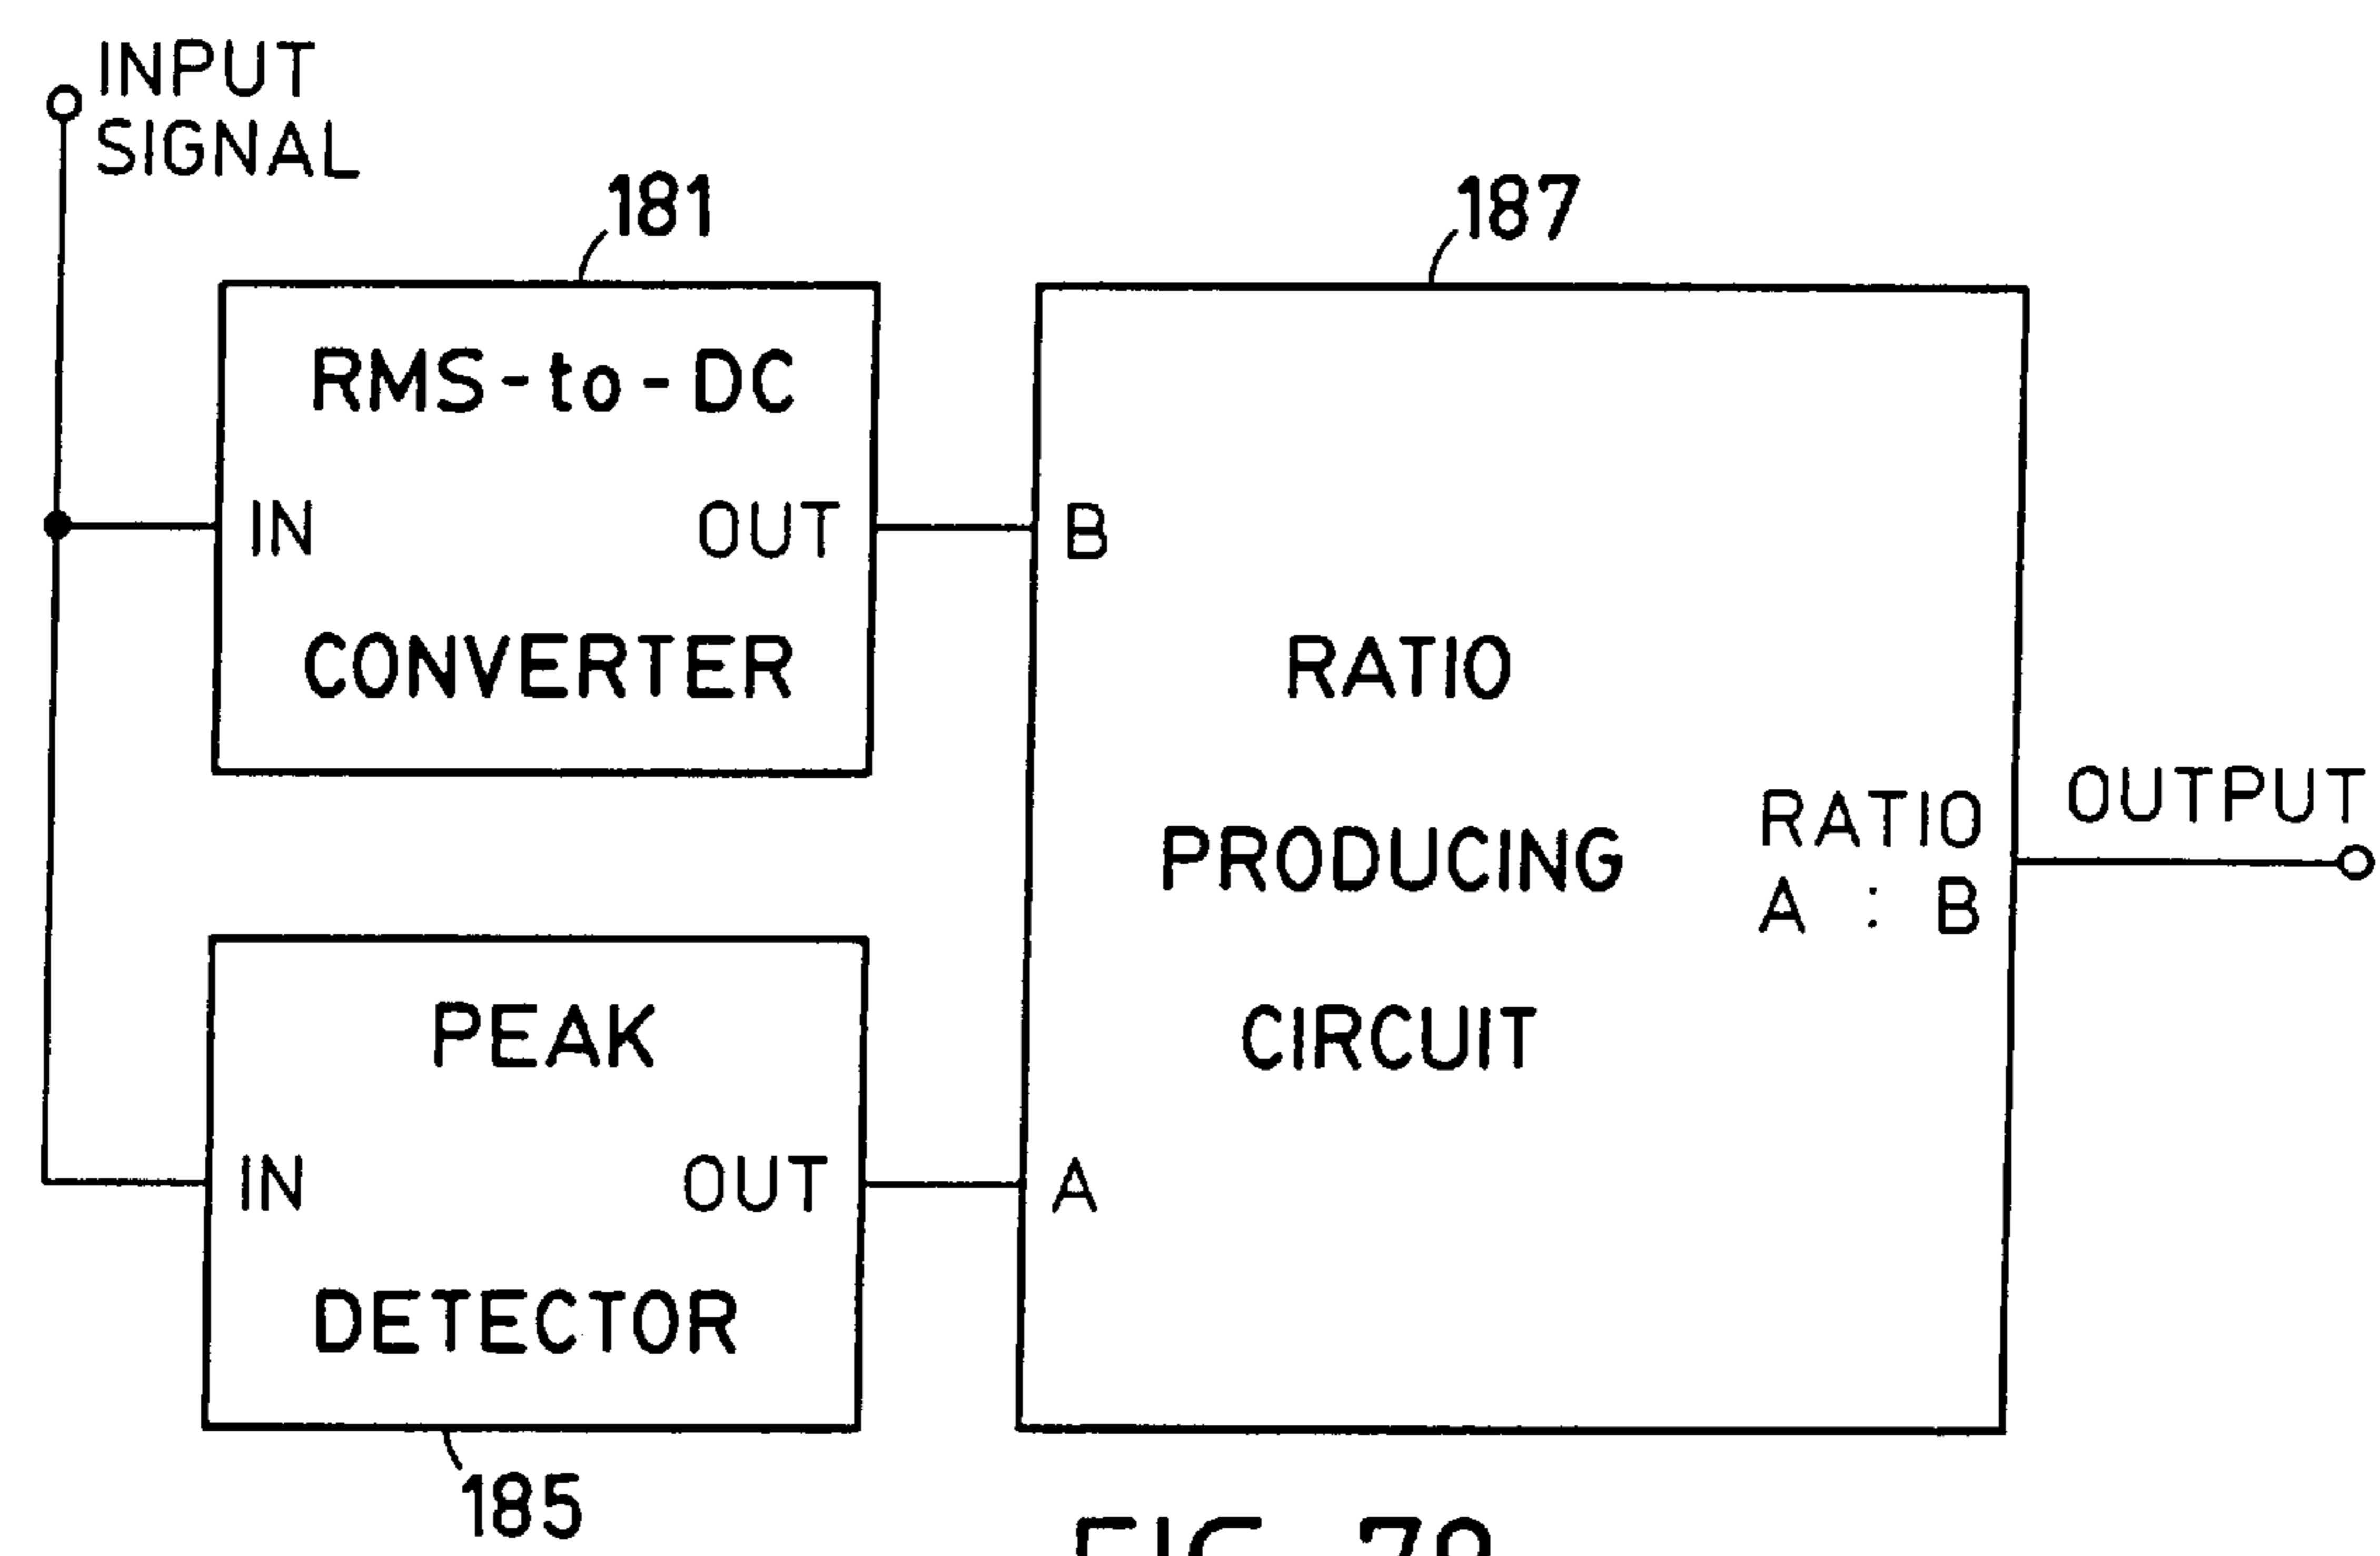 INPUT
SIGNAL
181
187
RMS-to-DC
IN
OUT
B
CONVERTER
RATIO
PRODUCING
CIRCUIT
RATIO
A : B
OUTPUT
PEAK
IN
OUT
A
DETECTOR
185
FIG